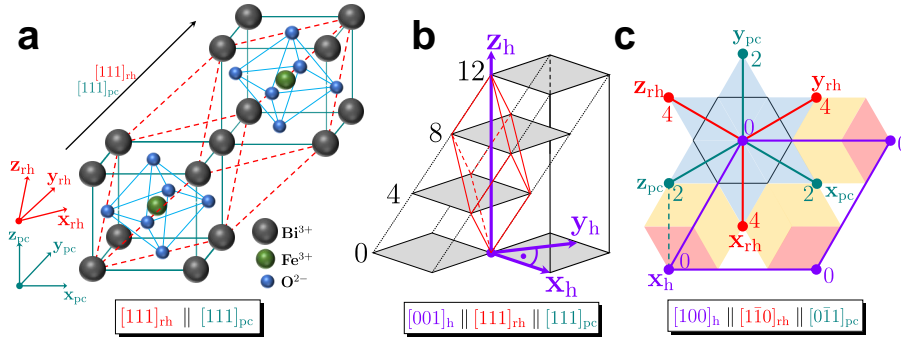 a
[111]rh
[111]pc
zrh
yrh
xrh
zpc
ypc
xpc
Bi3+
Fe3+
O2−
[111]rh ∥ [111]pc
b
zh
12
8
4
0
yh
xh
[001]h ∥ [111]rh ∥ [111]pc
c
ypc
2
zrh
4
yrh
4
0
0
zpc
2
2
xpc
4
xrh
xh
0
0
[100]h ∥ [11̄0]rh ∥ [01̄1]pc